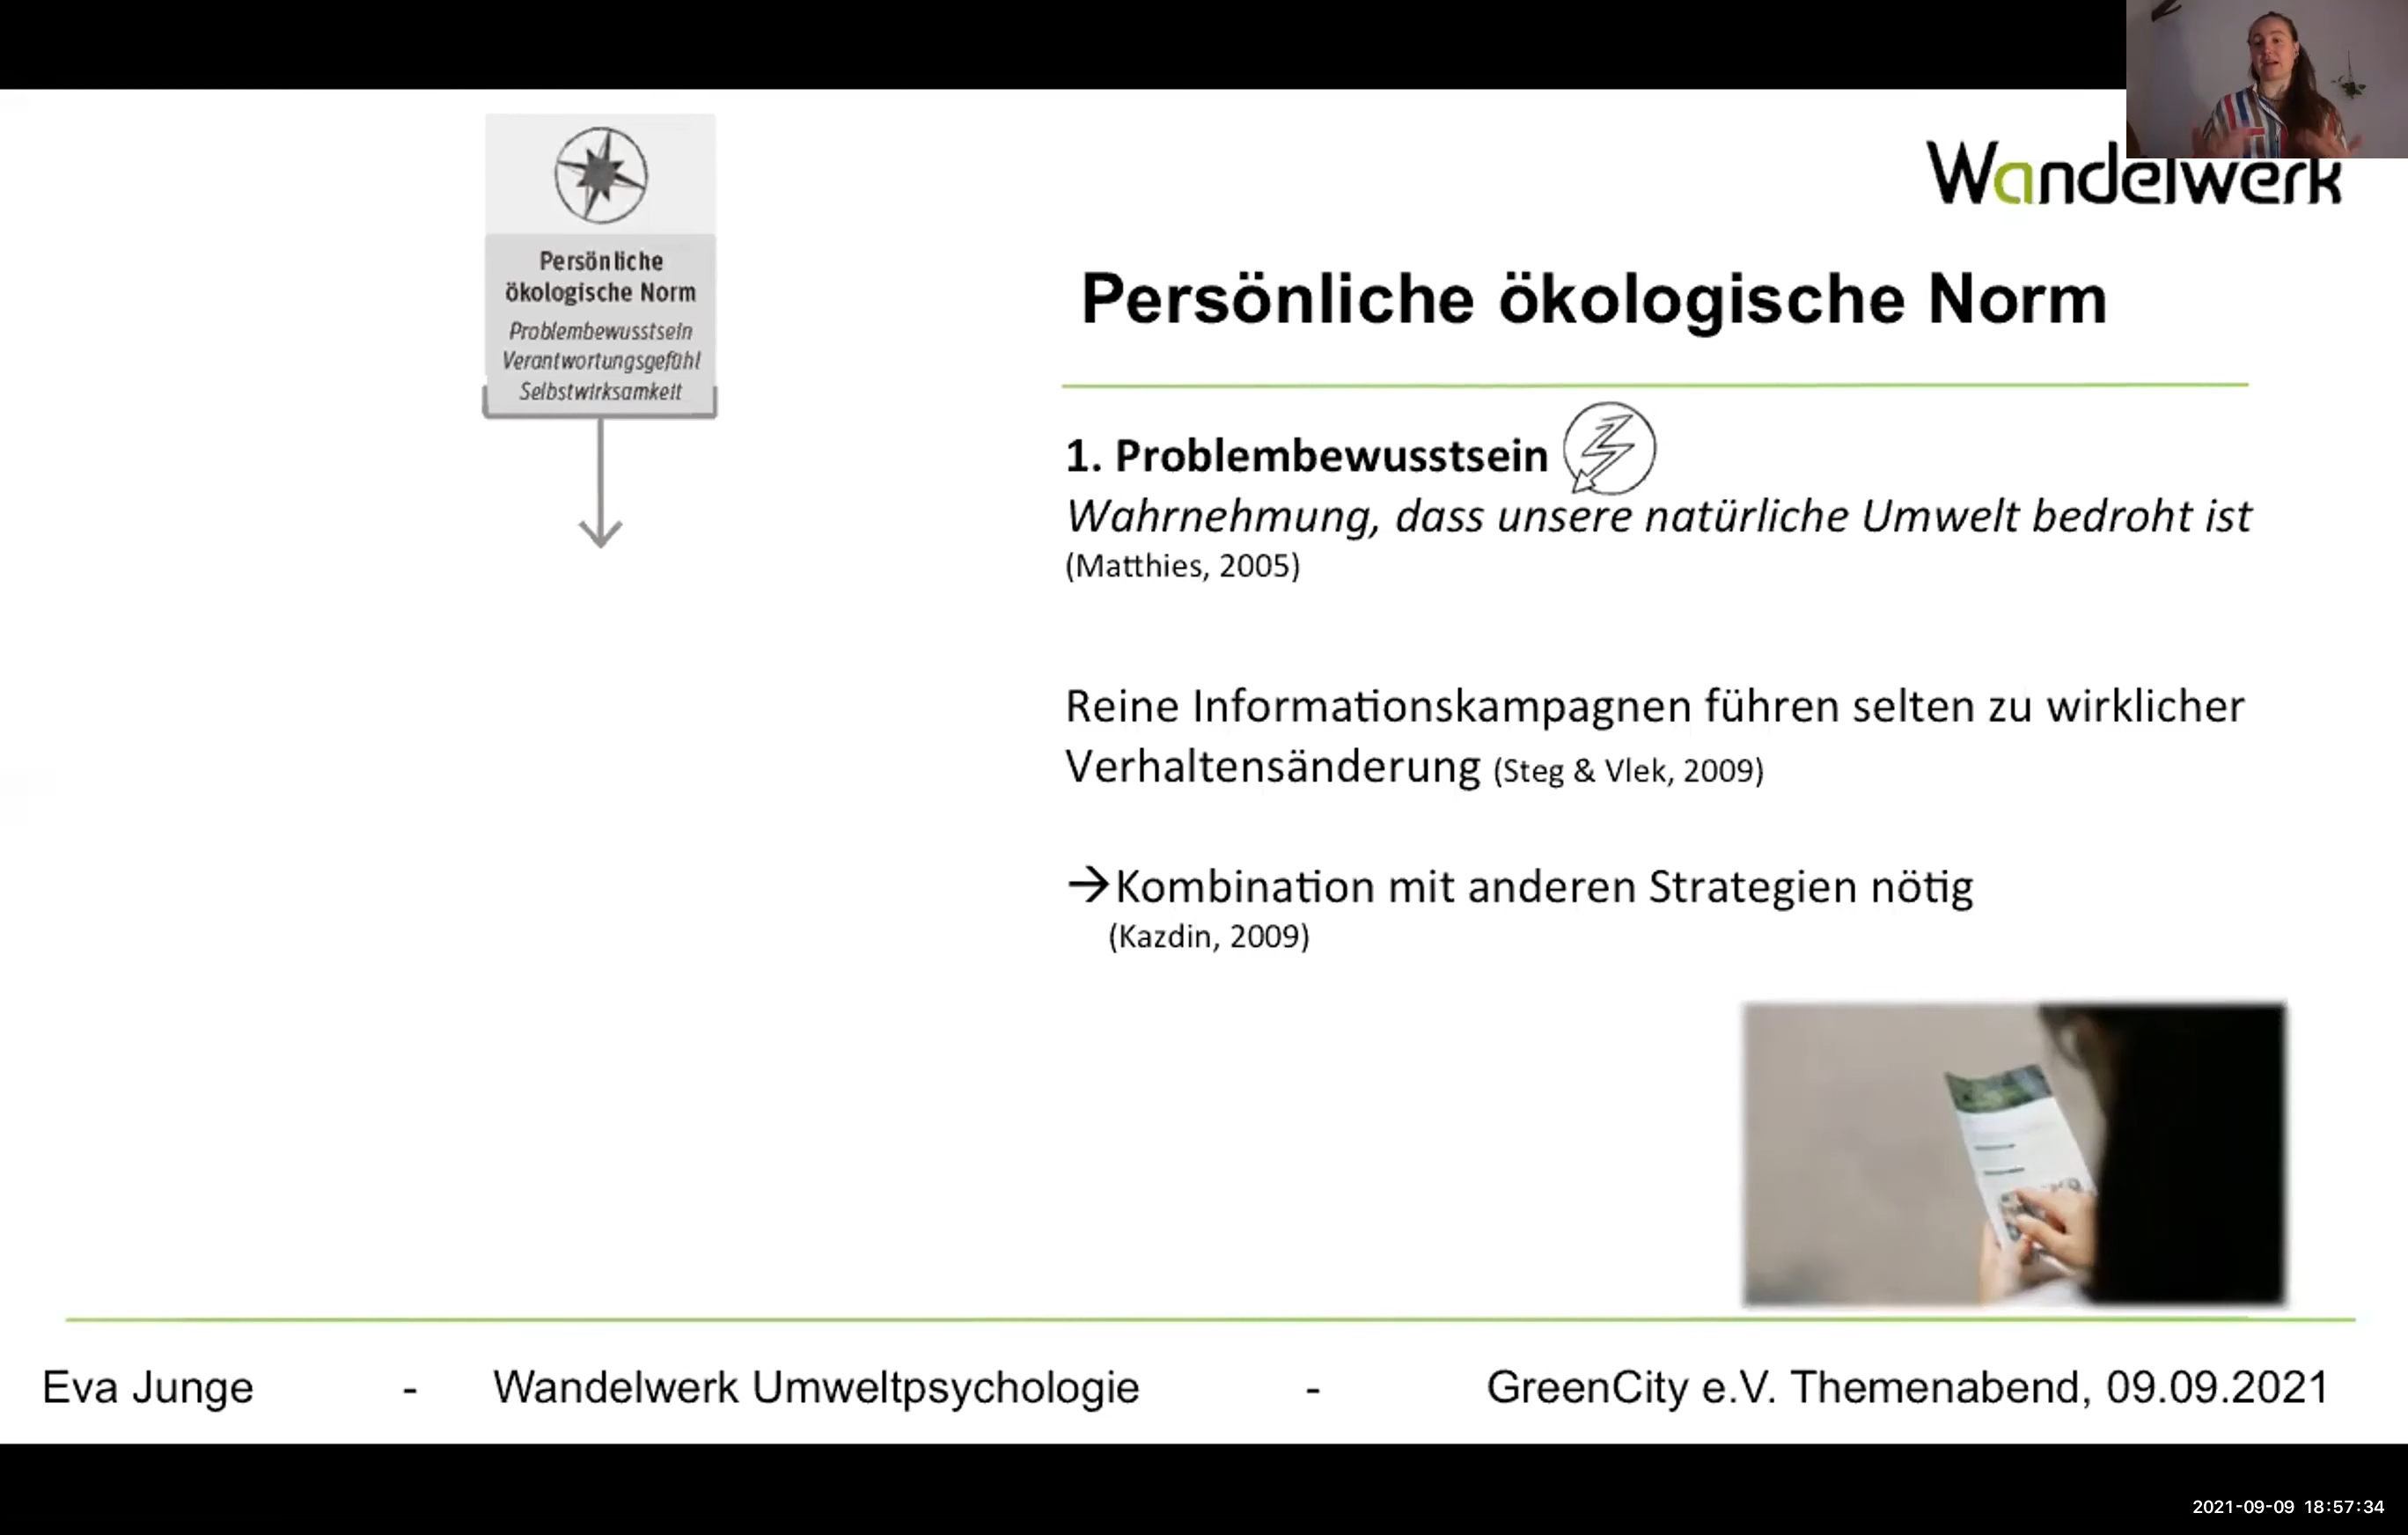 Wandelwerk
Persönliche
ökologische Norm
Problembewusstsein
Verantwortungsgefühl
Selbstwirksamkeit
Persönliche ökologische Norm
1. Problembewusstsein
Wahrnehmung, dass unsere natürliche Umwelt bedroht ist
(Matthies, 2005)
Reine Informationskampagnen führen selten zu wirklicher
Verhaltensänderung (Steg & Vlek, 2009)
→Kombination mit anderen Strategien nötig
(Kazdin, 2009)
Eva Junge - Wandelwerk Umweltpsychologie - GreenCity e.V. Themenabend, 09.09.2021
2021-09-09 18:57:34